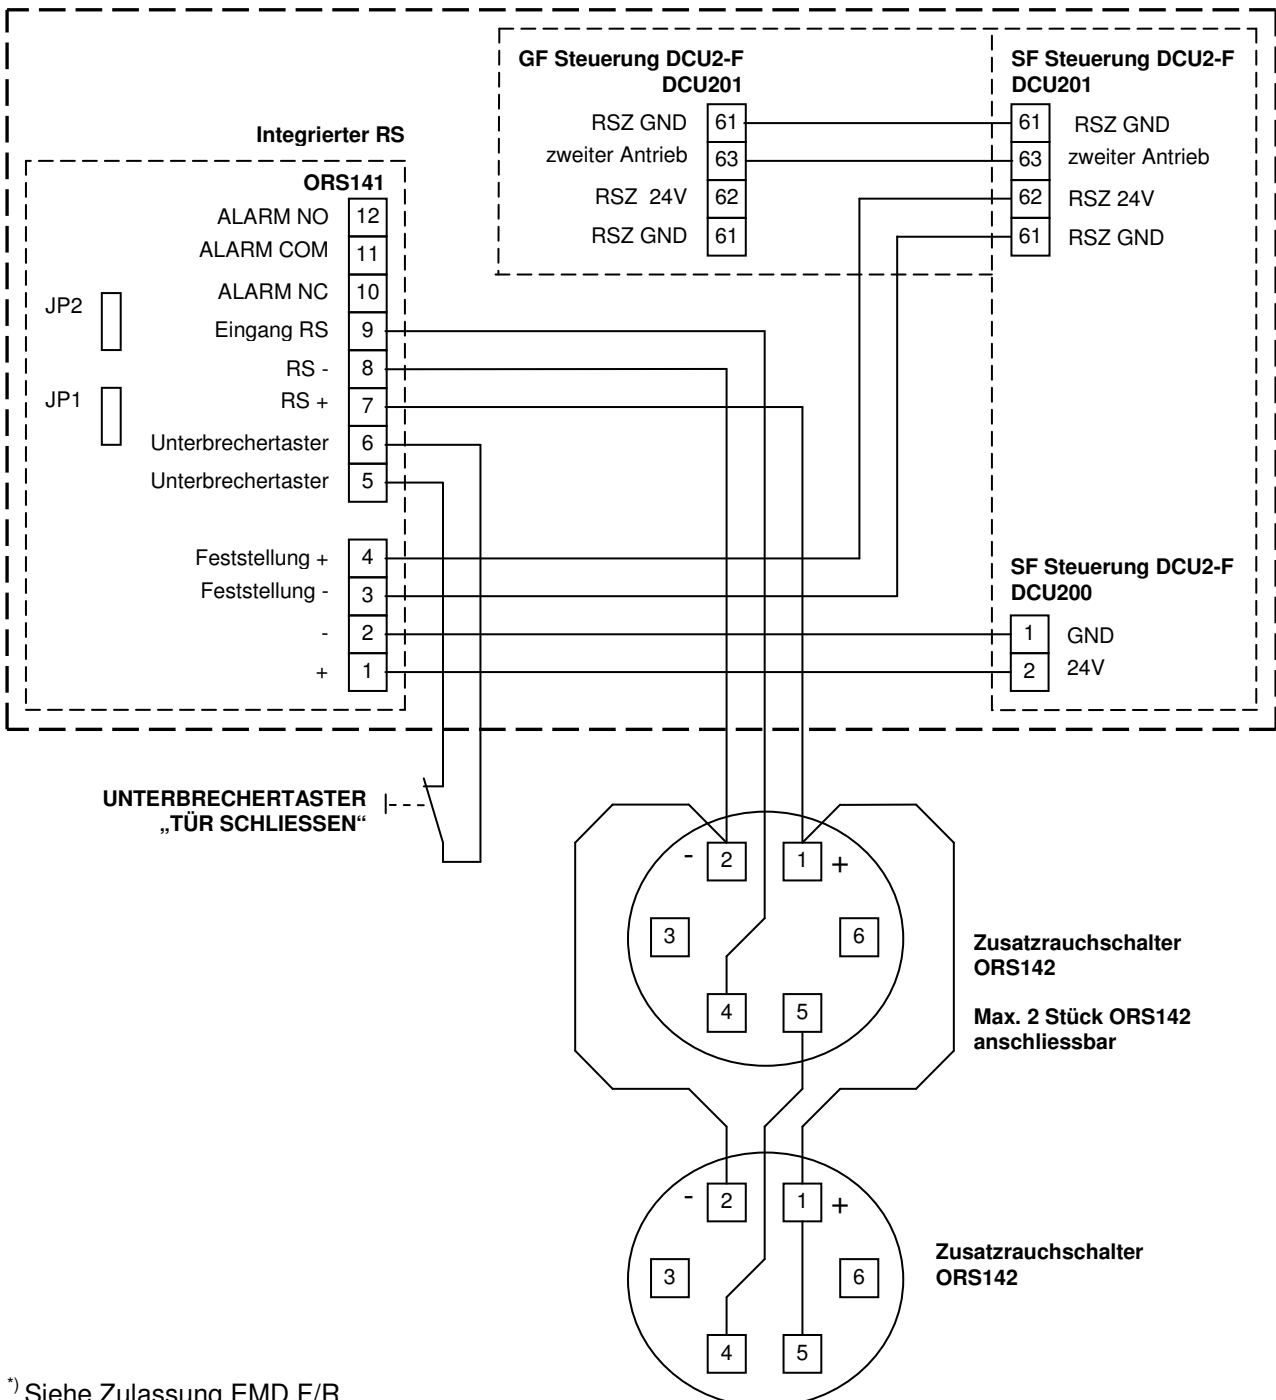 GF Steuerung DCU2-F
DCU201
RSZ GND 61
zweiter Antrieb 63
RSZ 24V 62
RSZ GND 61
SF Steuerung DCU2-F
DCU201
61 RSZ GND
63 zweiter Antrieb
62 RSZ 24V
61 RSZ GND
Integrierter RS
ORS141
ALARM NO 12
ALARM COM 11
ALARM NC 10
Eingang RS 9
RS - 8
RS + 7
Unterbrechertaster 6
Unterbrechertaster 5
Feststellung + 4
Feststellung - 3
- 2
+ 1
JP2
JP1
SF Steuerung DCU2-F
DCU200
1 GND
2 24V
UNTERBRECHERTASTER
„TÜR SCHLIESSEN“
- 2 1 +
3 6
4 5
Zusatzrauchschalter
ORS142
Max. 2 Stück ORS142
anschliessbar
- 2 1 +
3 6
4 5
Zusatzrauchschalter
ORS142
*) Siehe Zulassung EMD F/R